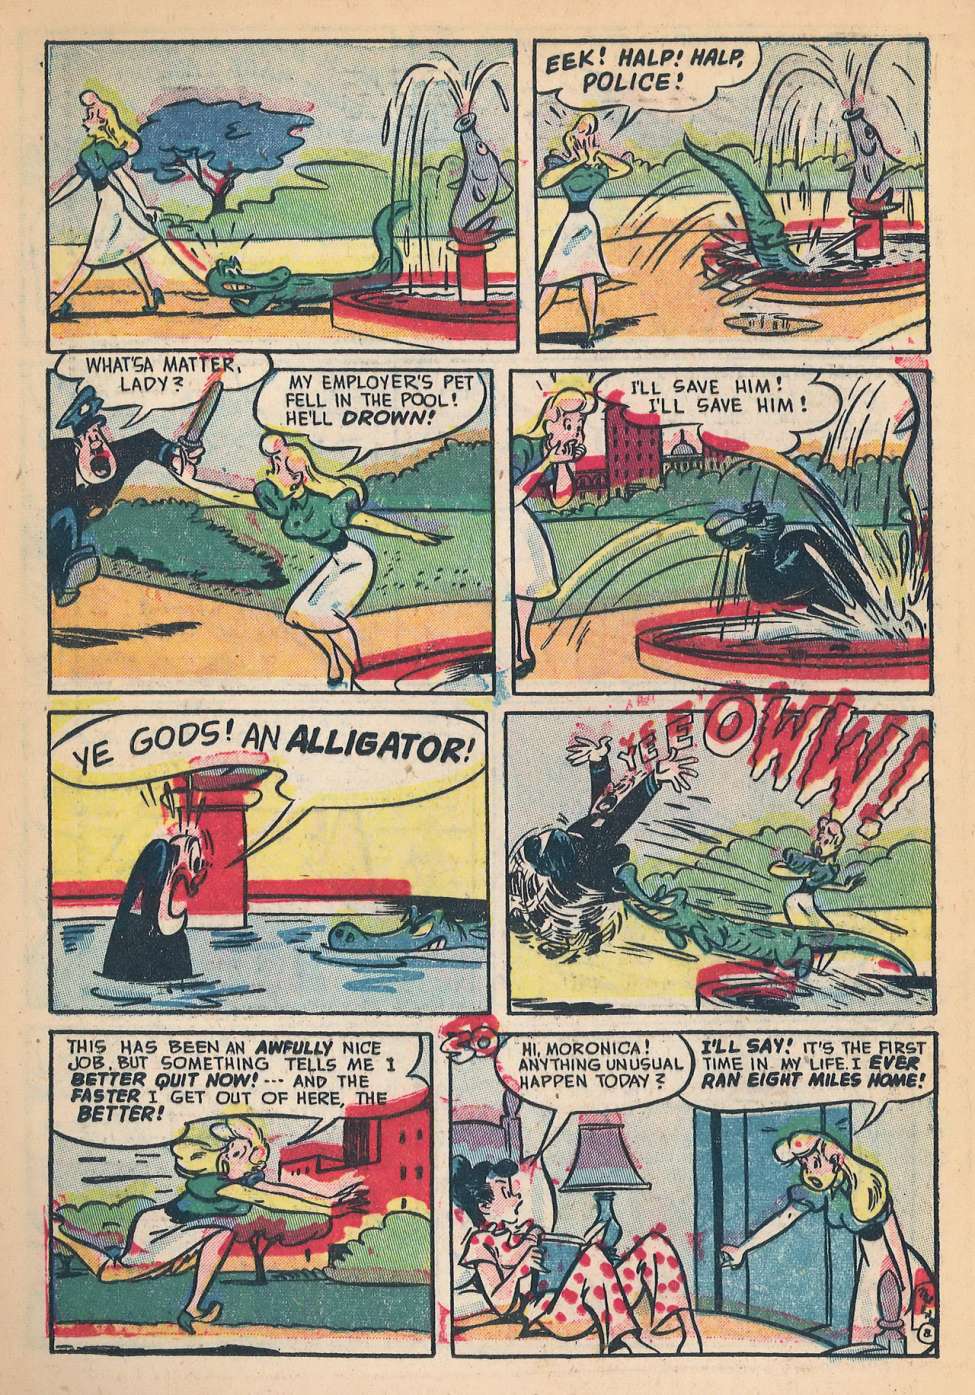 EEK! HALP! HALP,
POLICE!
WHAT'SA MATTER,
LADY?
MY EMPLOYER'S PET
FELL IN THE POOL!
HE'LL DROWN!
I'LL SAVE HIM!
I'LL SAVE HIM!
YE GODS! AN ALLIGATOR!
YEEEOWWW!
THIS HAS BEEN AN AWFULLY NICE
JOB, BUT SOMETHING TELLS ME I
BETTER QUIT NOW! --- AND THE
FASTER I GET OUT OF HERE, THE
BETTER!
SO
HI, MORONICA!
ANYTHING UNUSUAL
HAPPEN TODAY?
I'LL SAY! IT'S THE FIRST
TIME IN MY LIFE I EVER
RAN EIGHT MILES HOME!
8